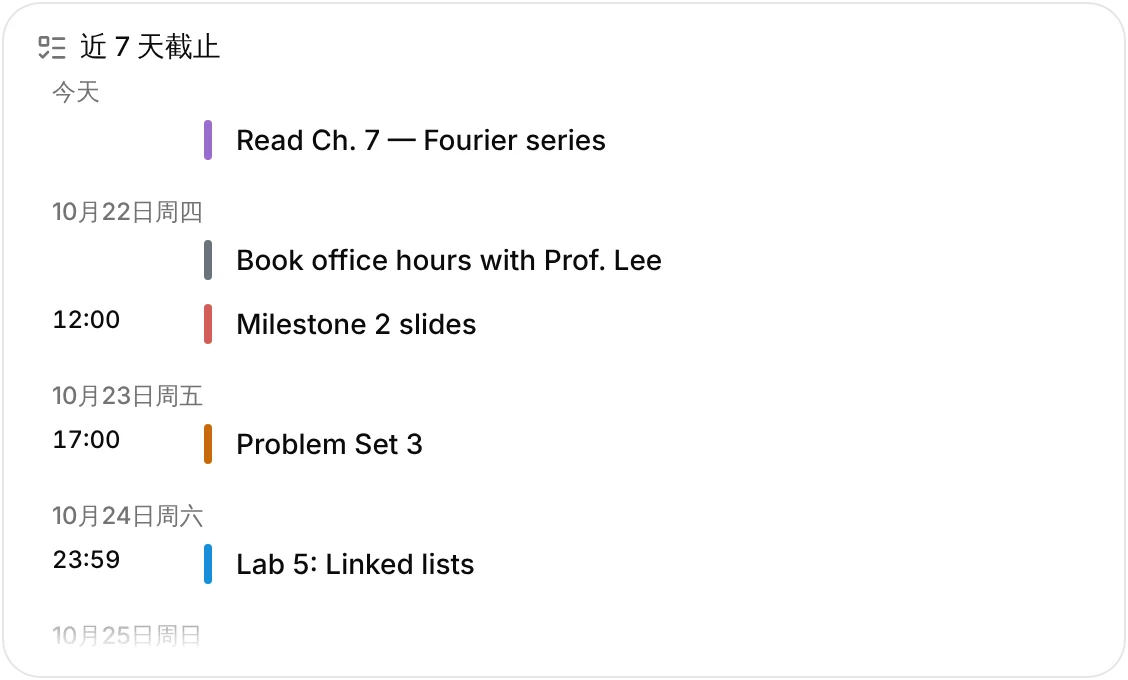 近 7 天截止
今天
Read Ch. 7 — Fourier series
10月22日周四
Book office hours with Prof. Lee
12:00 Milestone 2 slides
10月23日周五
17:00 Problem Set 3
10月24日周六
23:59 Lab 5: Linked lists
10月25日周日